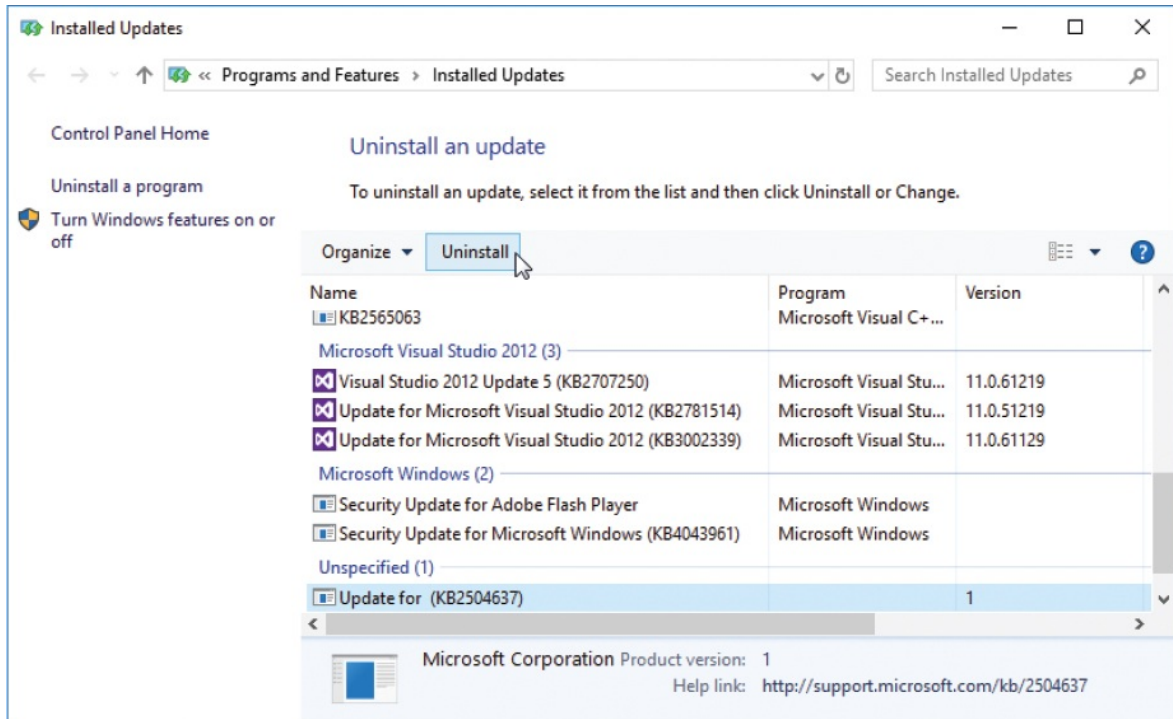 Installed Updates
« Programs and Features > Installed Updates
Search Installed Updates
Control Panel Home
Uninstall a program
Turn Windows features on or
off
Uninstall an update
To uninstall an update, select it from the list and then click Uninstall or Change.
Organize Uninstall ?
Name Program Version
KB2565063 Microsoft Visual C+...
Microsoft Visual Studio 2012 (3)
Visual Studio 2012 Update 5 (KB2707250) Microsoft Visual Stu... 11.0.61219
Update for Microsoft Visual Studio 2012 (KB2781514) Microsoft Visual Stu... 11.0.51219
Update for Microsoft Visual Studio 2012 (KB3002339) Microsoft Visual Stu... 11.0.61129
Microsoft Windows (2)
Security Update for Adobe Flash Player Microsoft Windows
Security Update for Microsoft Windows (KB4043961) Microsoft Windows
Unspecified (1)
Update for (KB2504637) 1
Microsoft Corporation Product version: 1
Help link: http://support.microsoft.com/kb/2504637